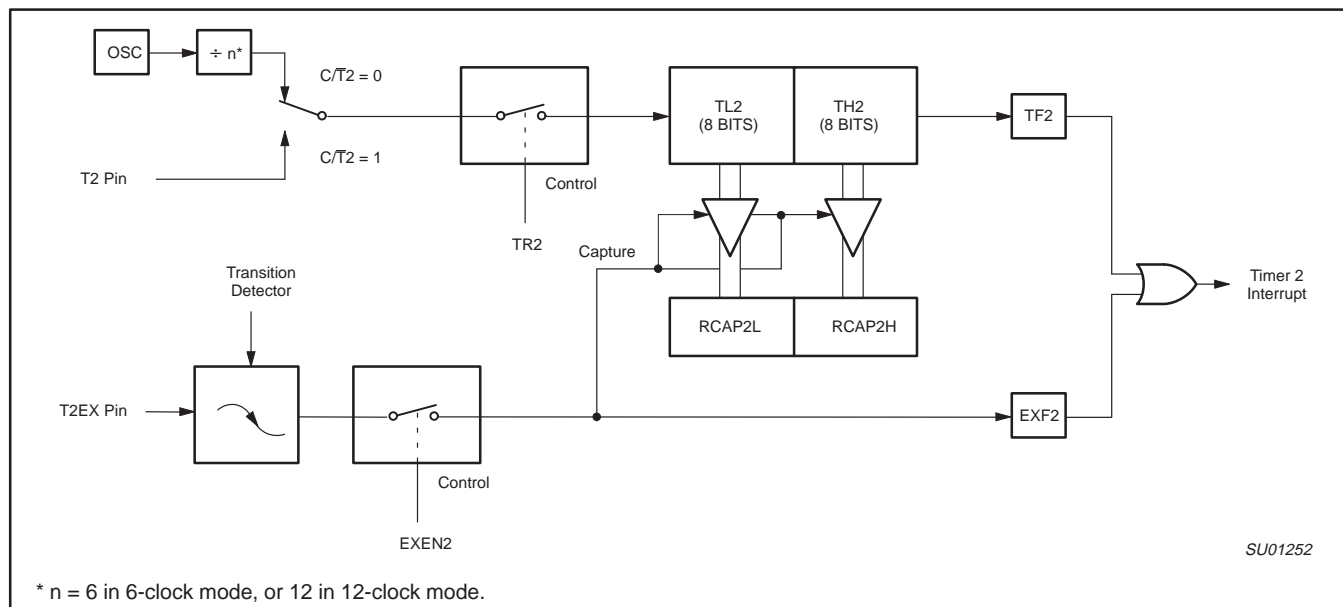 OSC
÷ n*
C/T̅2 = 0
TL2
(8 BITS)
TH2
(8 BITS)
TF2
C/T̅2 = 1
T2 Pin
Control
TR2
Capture
Transition
Detector
Timer 2
Interrupt
RCAP2L
RCAP2H
T2EX Pin
EXF2
Control
EXEN2
SU01252
* n = 6 in 6-clock mode, or 12 in 12-clock mode.